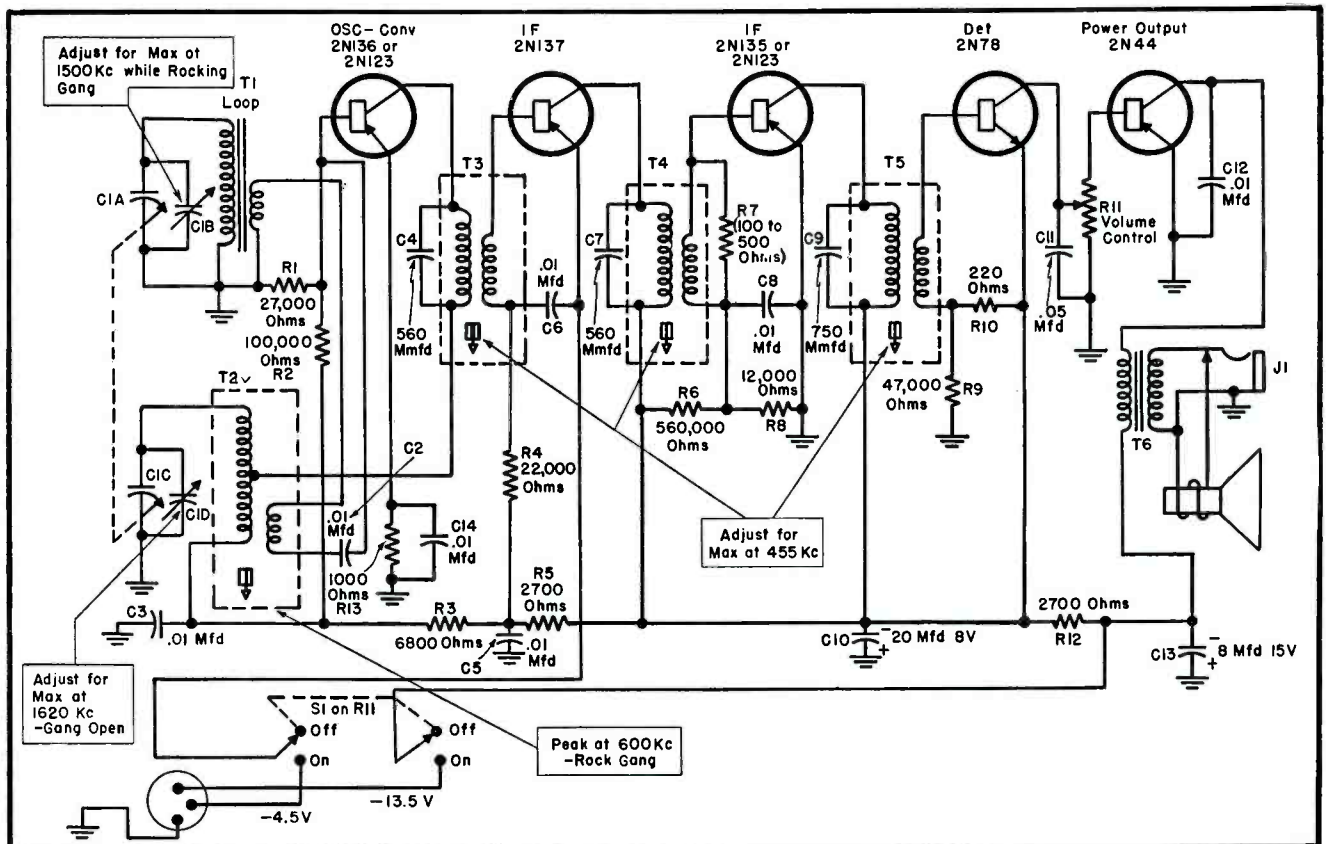 OSC-Conv
2N136 or
2N123
IF
2N137
IF
2N135 or
2N123
Det
2N78
Power Output
2N44
Adjust for Max at
1500Kc while Rocking
Gang
T1
Loop
C1A
C1B
R1
27,000
Ohms
100,000
Ohms
R2
T3
C4
560
Mmfd
.01
Mfd
C6
T4
C7
560
Mmfd
R7
(100 to
500
Ohms)
C8
.01
Mfd
R6
560,000
Ohms
12,000
Ohms
R8
T5
C9
750
Mmfd
220
Ohms
R10
47,000
Ohms
R9
C11
.05
Mfd
R11
Volume
Control
C12
.01
Mfd
J1
T6
T2
C1C
C1D
C2
.01
Mfd
1000
Ohms
R13
C14
.01
Mfd
R4
22,000
Ohms
Adjust for
Max at 455 Kc
C3
.01 Mfd
R3
6800 Ohms
R5
2700
Ohms
C5
.01
Mfd
C10
- 20 Mfd 8V
+
2700 Ohms
R12
C13
- 8 Mfd 15V
+
Adjust for
Max at
1620 Kc
-Gang Open
S1 on R11
Off
Off
On
On
Peak at 600Kc
-Rock Gang
-13.5 V
-4.5V